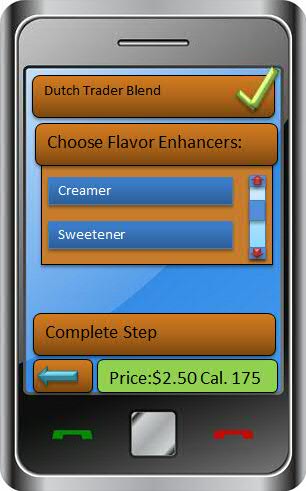 Dutch Trader Blend
Choose Flavor Enhancers:
Creamer
Sweetener
Complete Step
Price:$2.50 Cal. 175